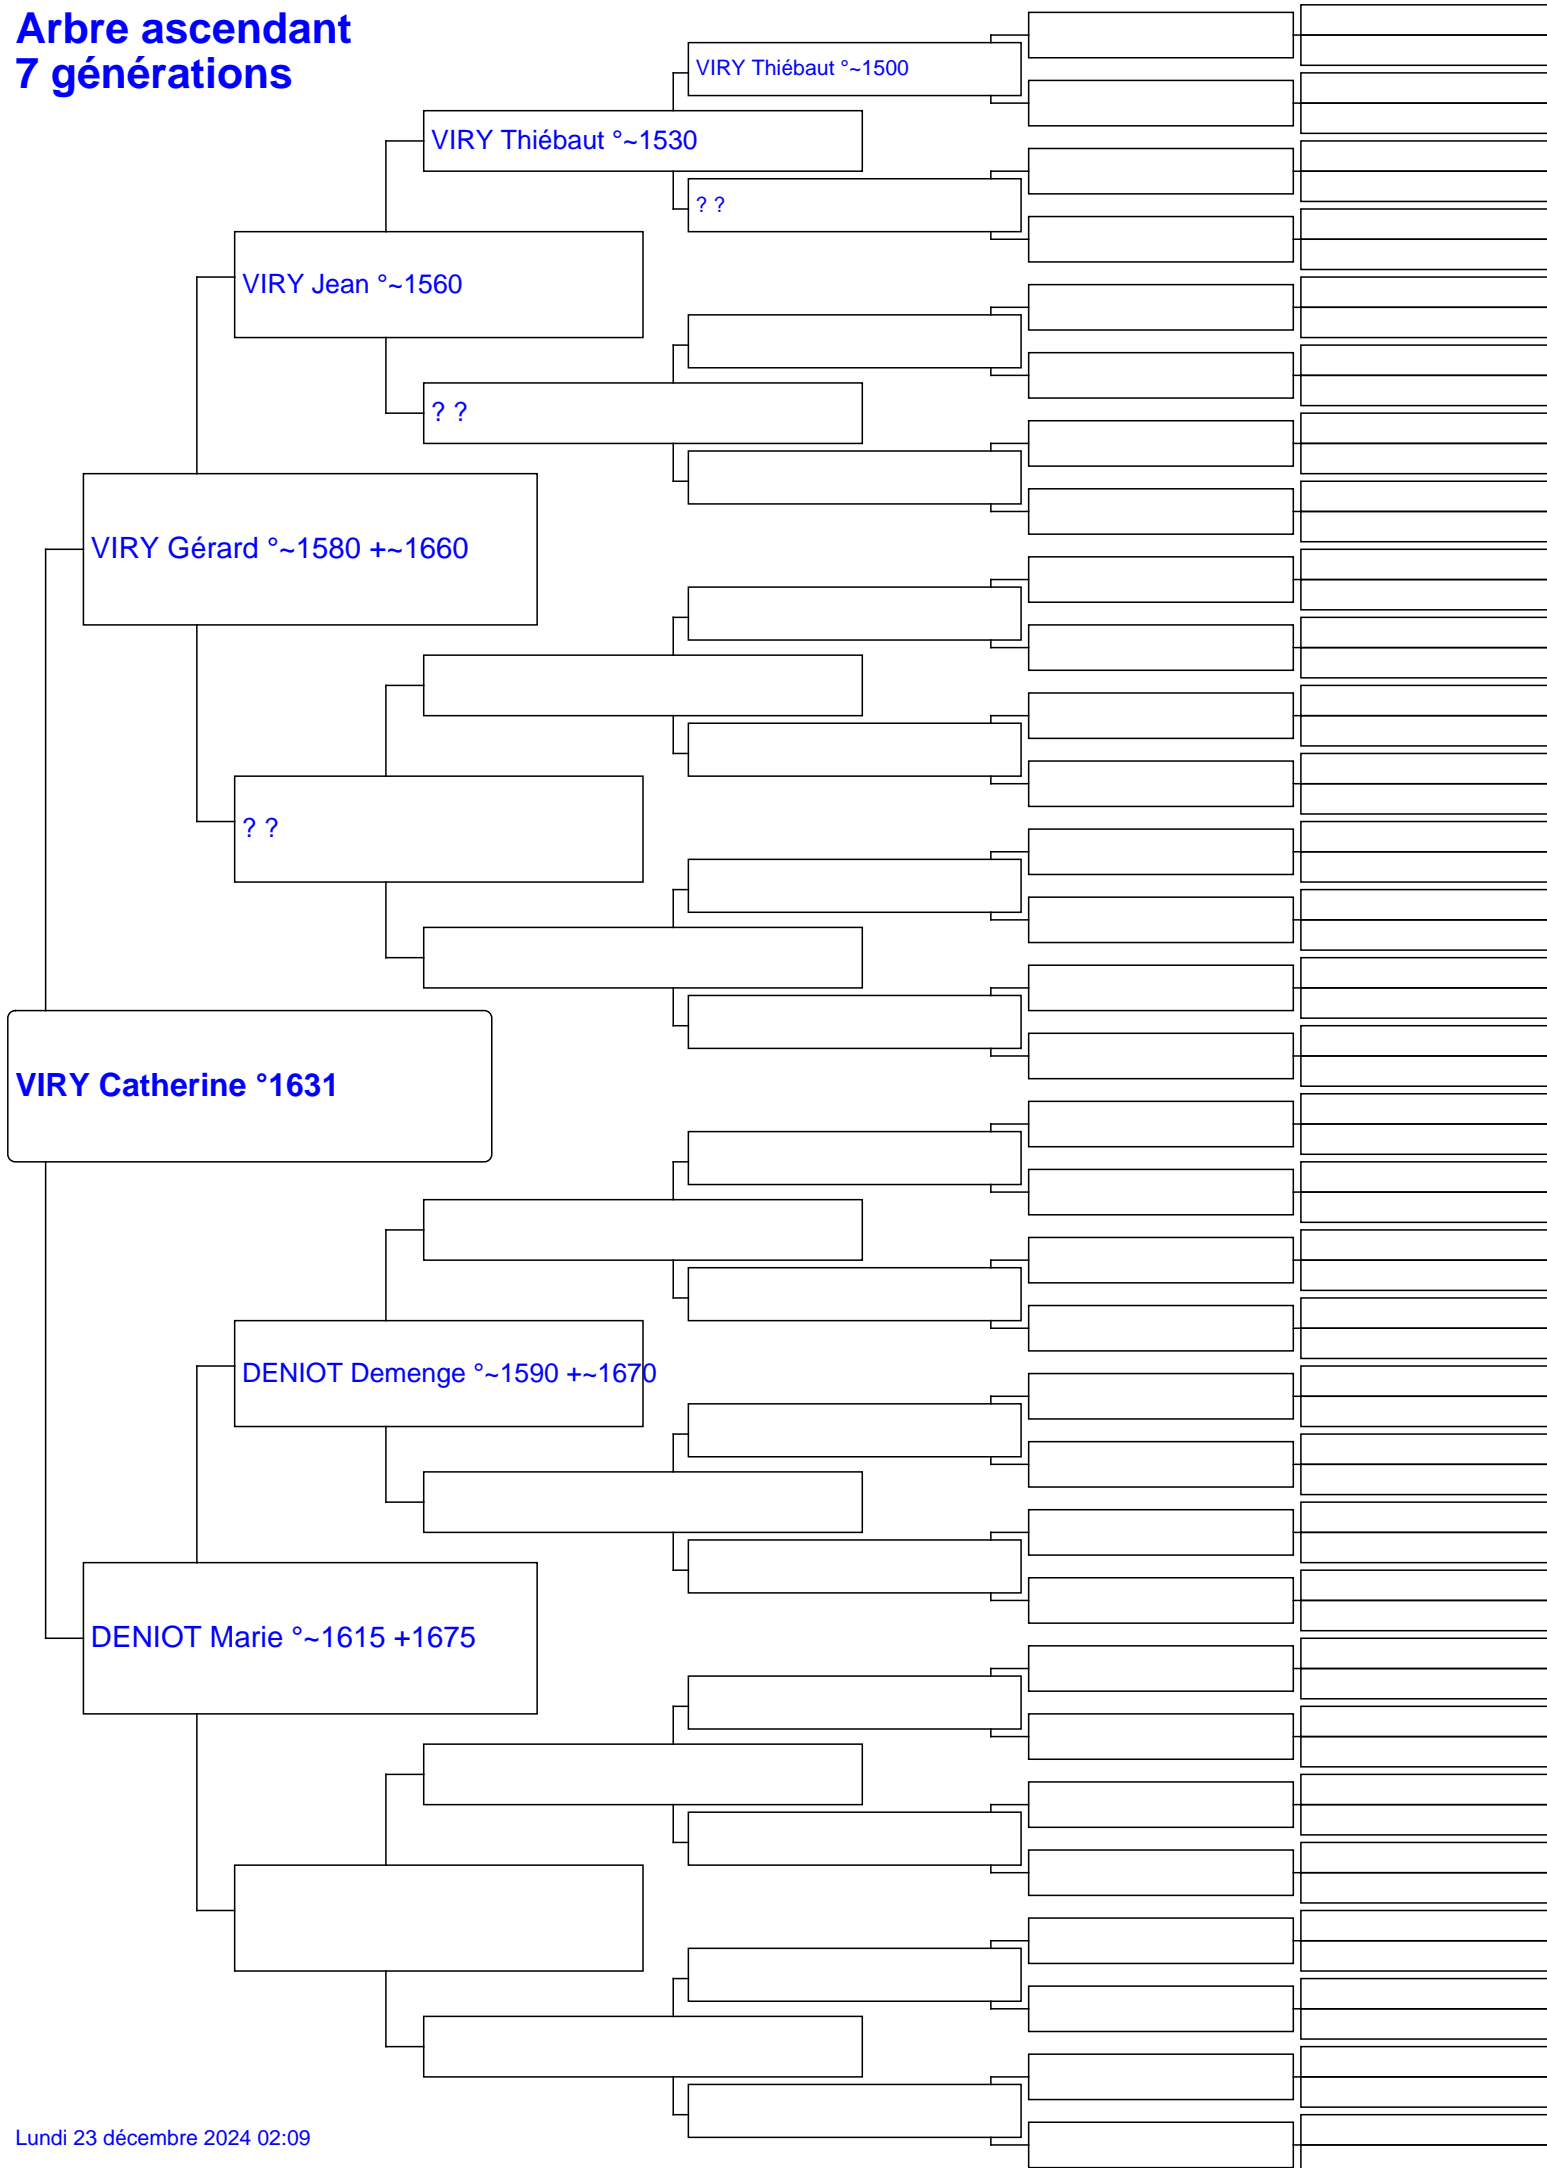 Arbre ascendant
7 générations
VIRY Thiébaut °~1500
VIRY Thiébaut °~1530
? ?
VIRY Jean °~1560
? ?
VIRY Gérard °~1580 +~1660
? ?
VIRY Catherine °1631
DENIOT Demenge °~1590 +~1670
DENIOT Marie °~1615 +1675
Lundi 23 décembre 2024 02:09